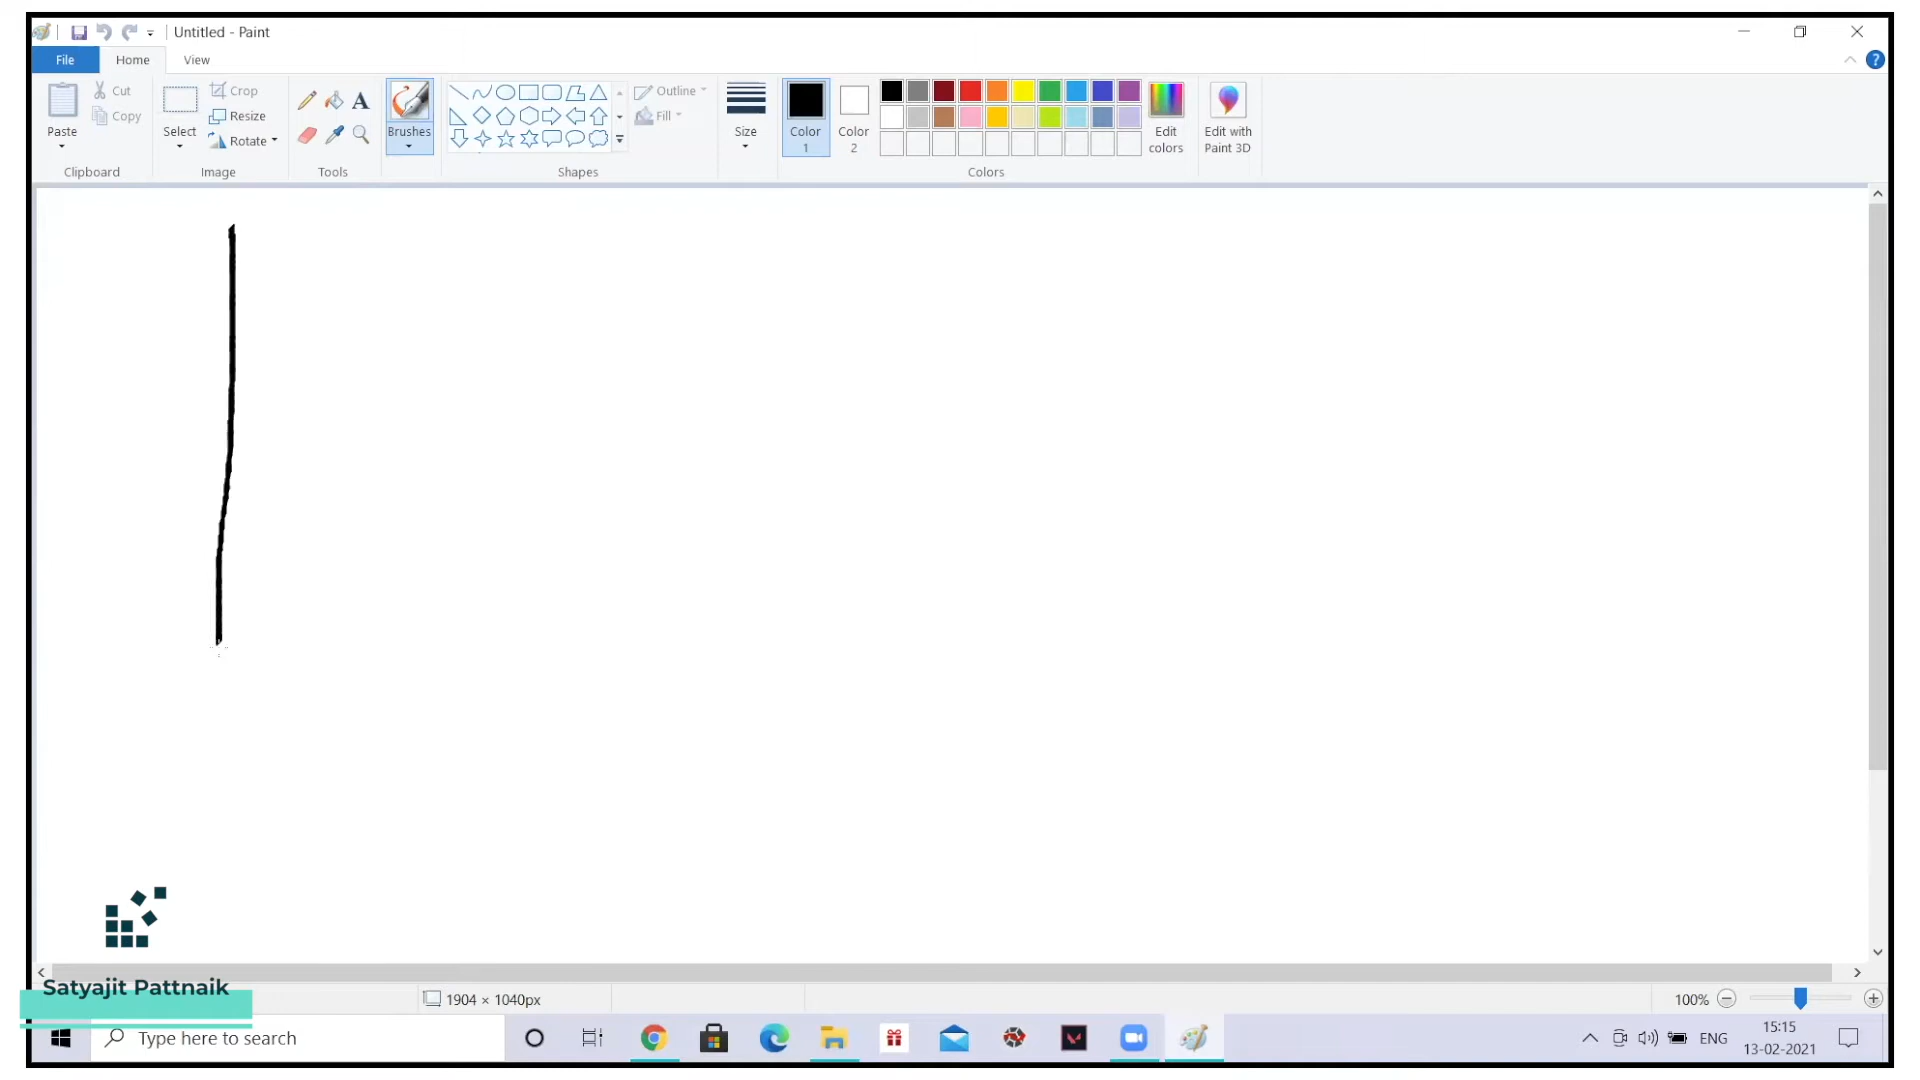 Untitled - Paint
File Home View
Paste
Cut
Copy
Clipboard
Select
Crop
Resize
Rotate
Image
A
Tools
Brushes
Outline
Fill
Shapes
Size
Color
1
Color
2
Edit
colors
Colors
Edit with
Paint 3D
Satyajit Pattnaik
1904 × 1040px
100%
Type here to search
ENG
15:15
13-02-2021